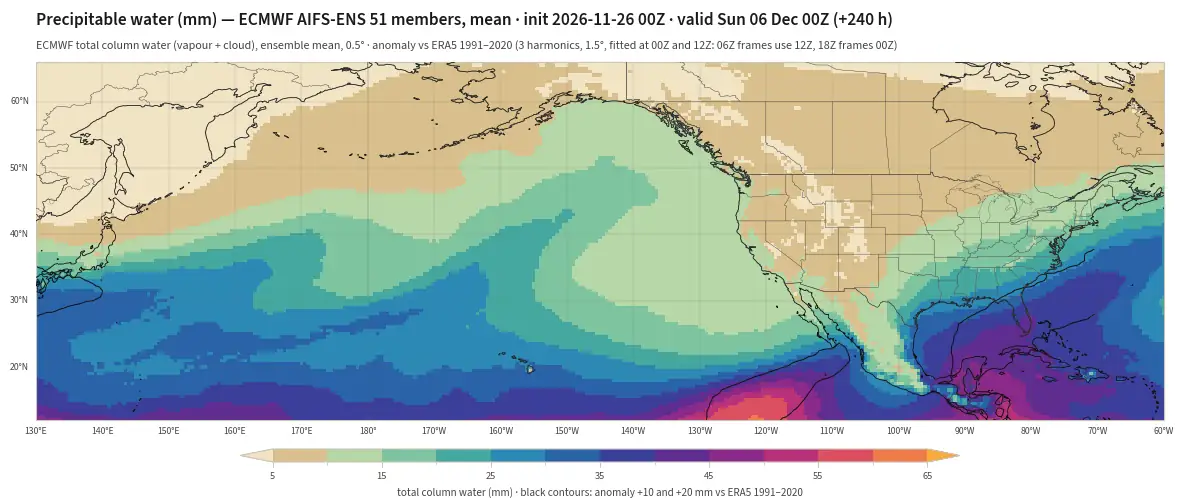 Precipitable water (mm) — ECMWF AIFS-ENS 51 members, mean · init 2026-11-26 00Z · valid Sun 06 Dec 00Z (+240 h)
ECMWF total column water (vapour + cloud), ensemble mean, 0.5° · anomaly vs ERA5 1991–2020 (3 harmonics, 1.5°, fitted at 00Z and 12Z: 06Z frames use 12Z, 18Z frames 00Z)
60°N
50°N
40°N
30°N
20°N
130°E 140°E 150°E 160°E 170°E 180° 170°W 160°W 150°W 140°W 130°W 120°W 110°W 100°W 90°W 80°W 70°W 60°W
5 15 25 35 45 55 65
total column water (mm) · black contours: anomaly +10 and +20 mm vs ERA5 1991–2020